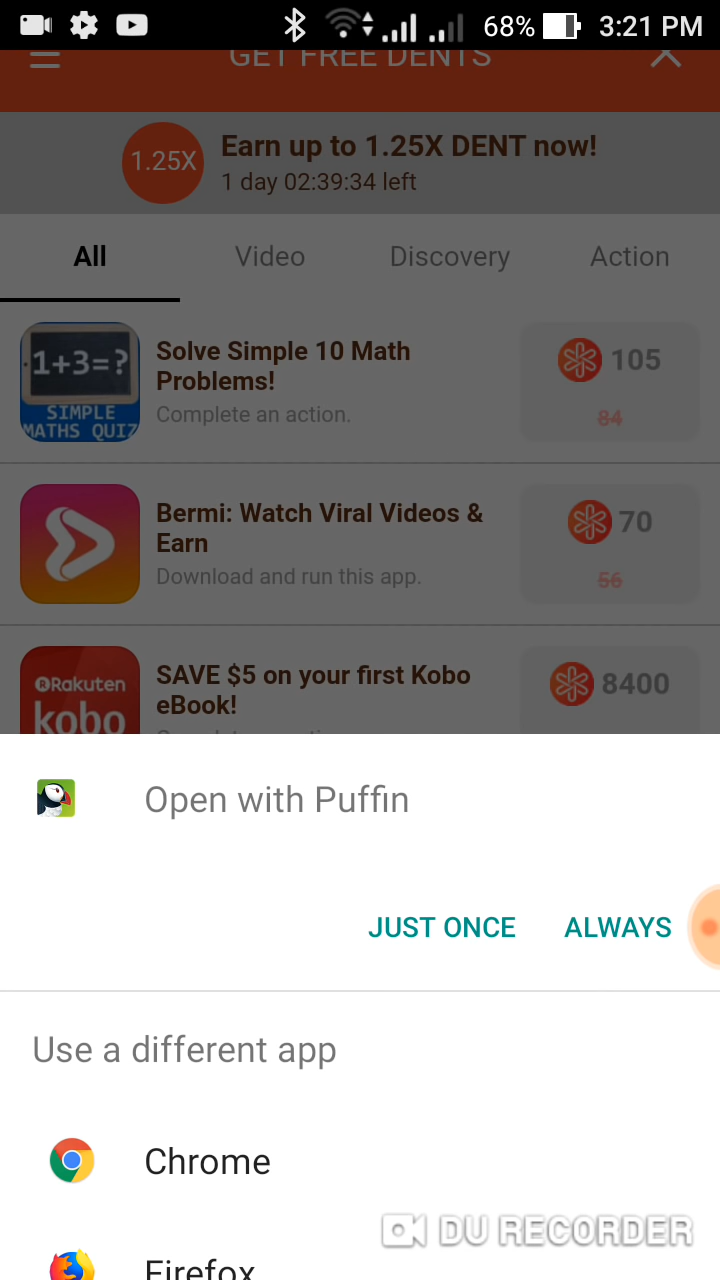 68% 3:21 PM
GET FREE DENTS
1.25X
Earn up to 1.25X DENT now!
1 day 02:39:34 left
All Video Discovery Action
1+3=?
SIMPLE
MATHS QUIZ
Solve Simple 10 Math
Problems!
Complete an action.
105
84
Bermi: Watch Viral Videos &
Earn
Download and run this app.
70
56
Rakuten
kobo
SAVE $5 on your first Kobo
eBook!
8400
Open with Puffin
JUST ONCE ALWAYS
Use a different app
Chrome
Firefox
DU RECORDER